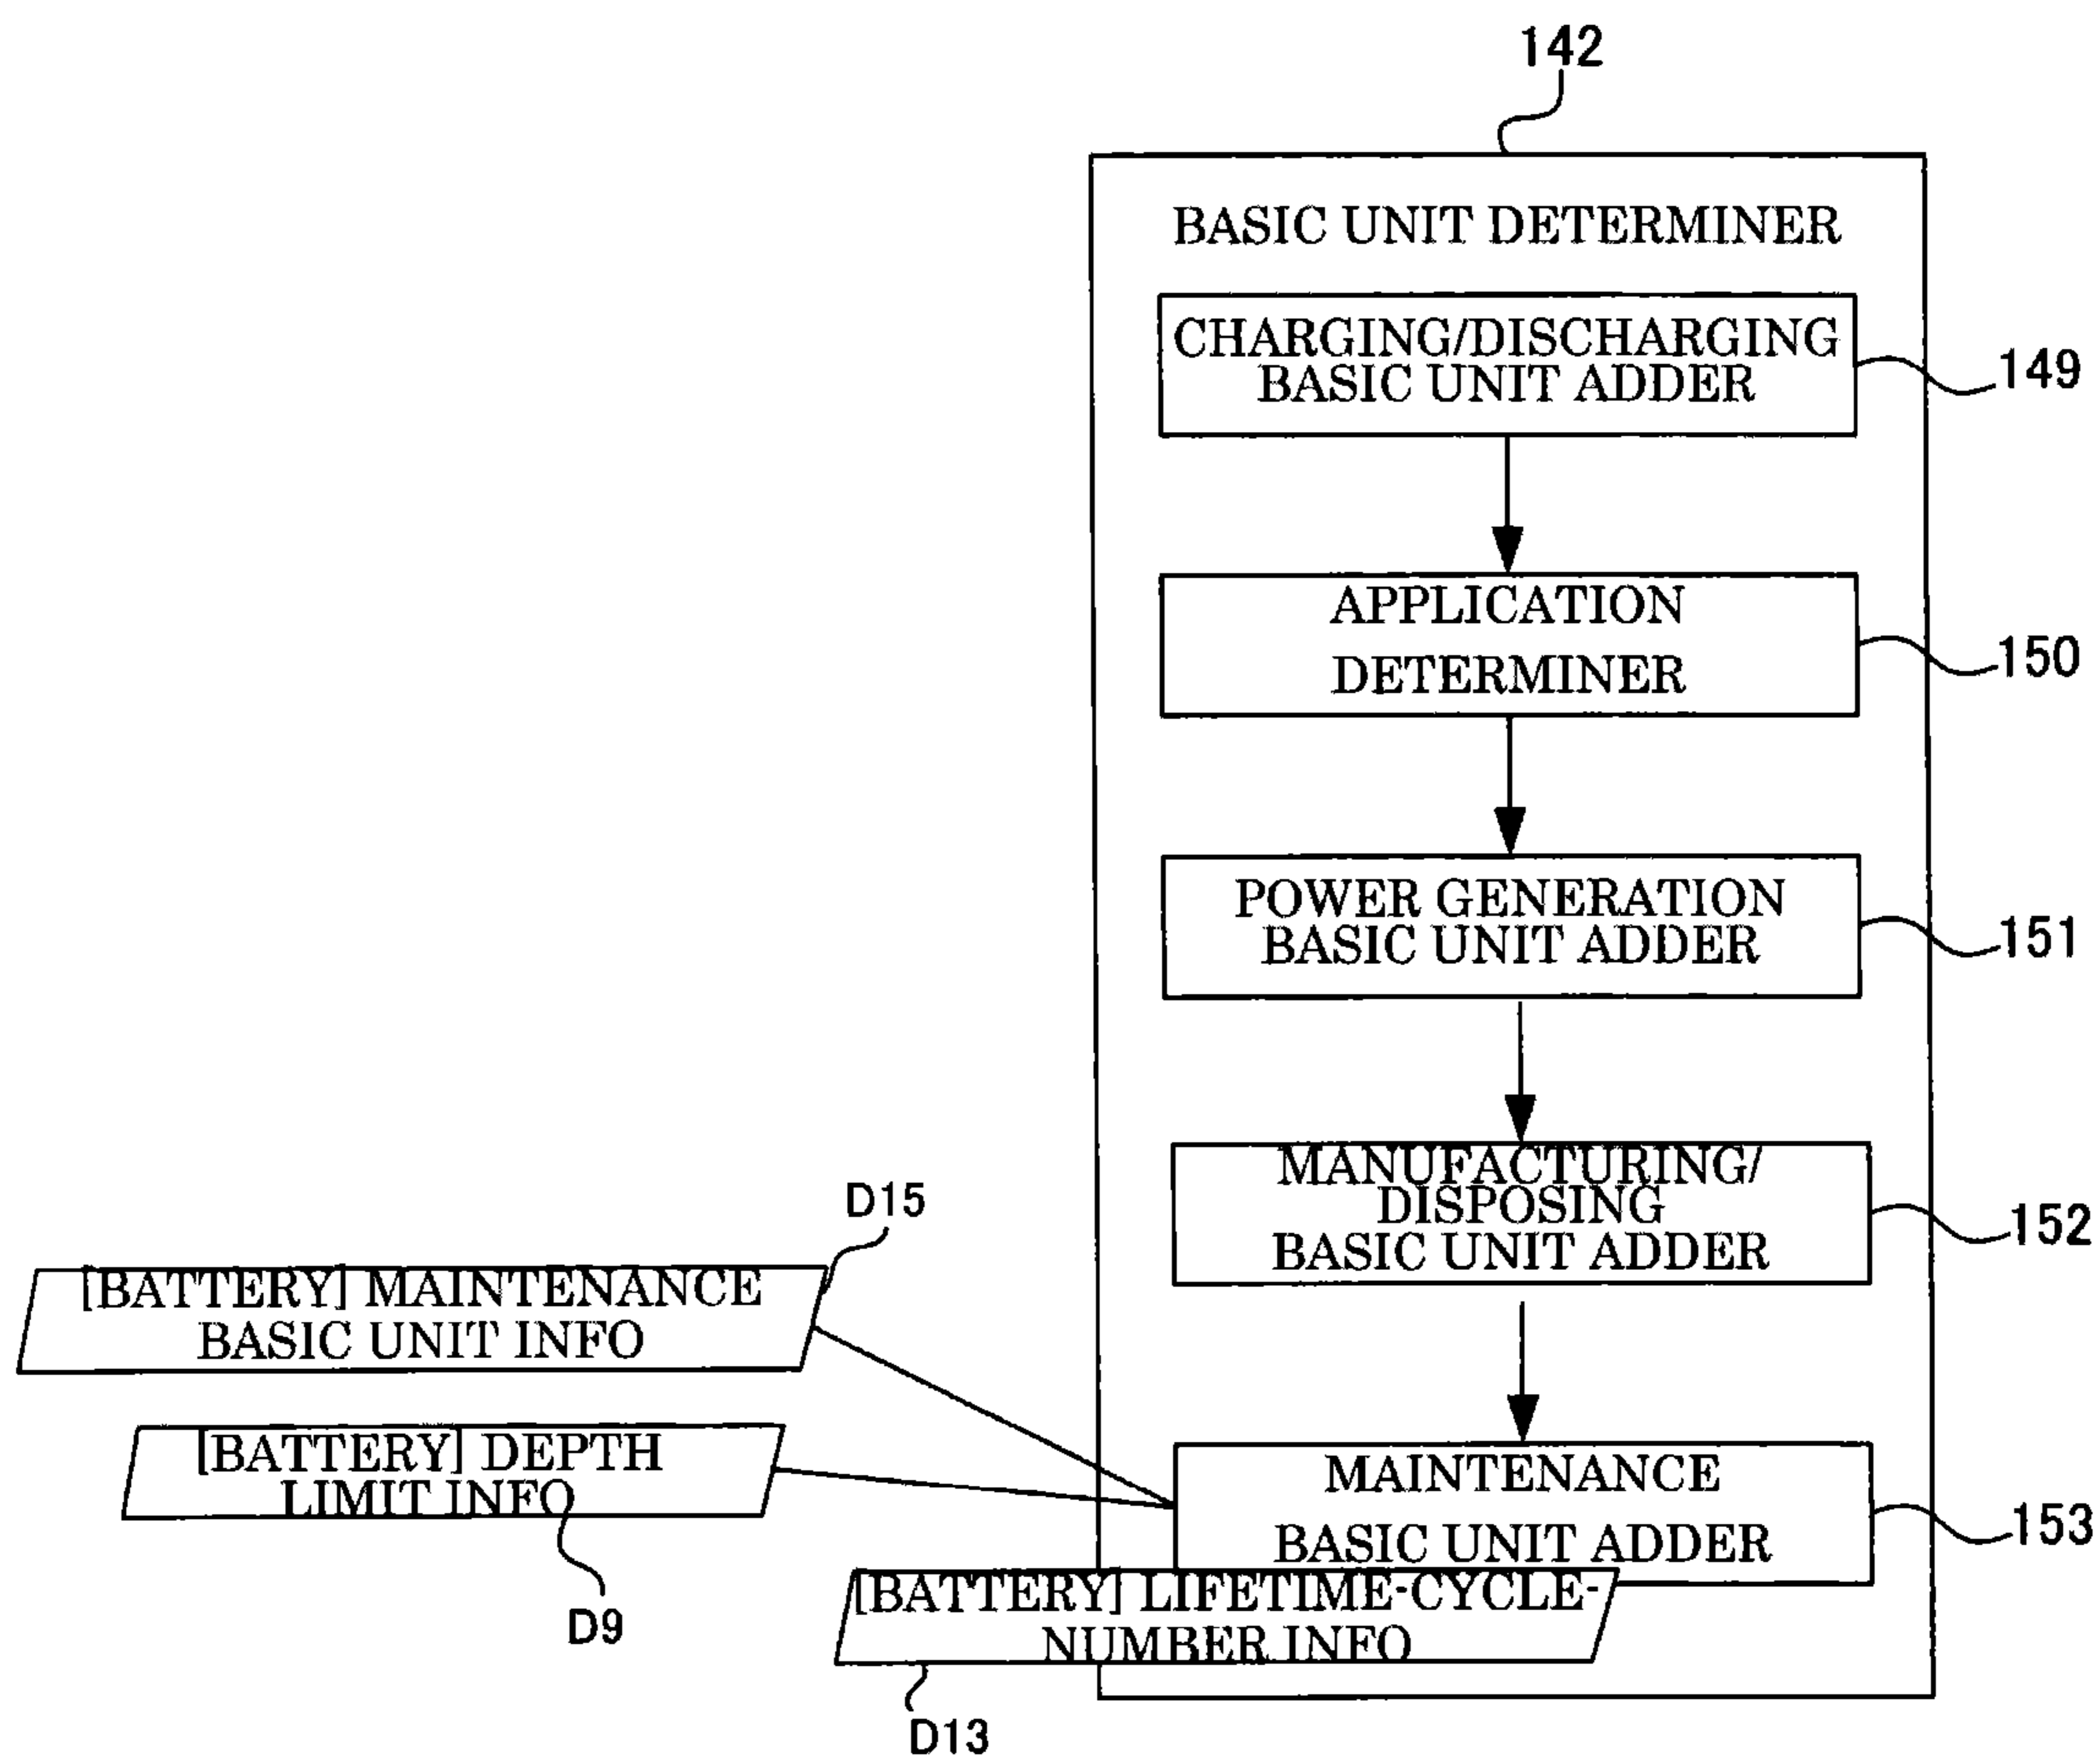 142
BASIC UNIT DETERMINER
CHARGING/DISCHARGING
BASIC UNIT ADDER
149
APPLICATION
DETERMINER
150
POWER GENERATION
BASIC UNIT ADDER
151
MANUFACTURING/
DISPOSING
BASIC UNIT ADDER
152
D15
[BATTERY] MAINTENANCE
BASIC UNIT INFO
[BATTERY] DEPTH
LIMIT INFO
D9
MAINTENANCE
BASIC UNIT ADDER
153
[BATTERY] LIFETIME-CYCLE-
NUMBER INFO
D13